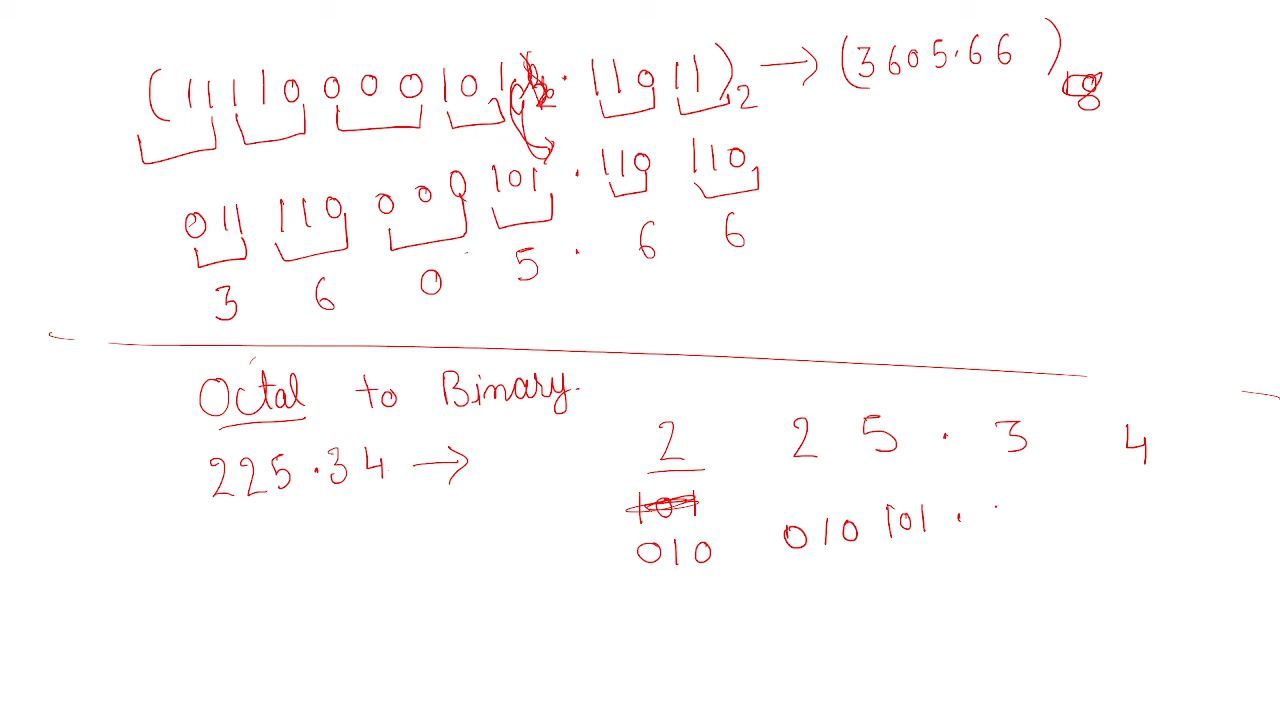 (11110000101 . 11011)2 → (3605.66)8
011 110 000 101 . 110 110
3 6 0 5 . 6 6
Octal to Binary.
225.34 → 2 2 5 . 3 4
010 010 101 .